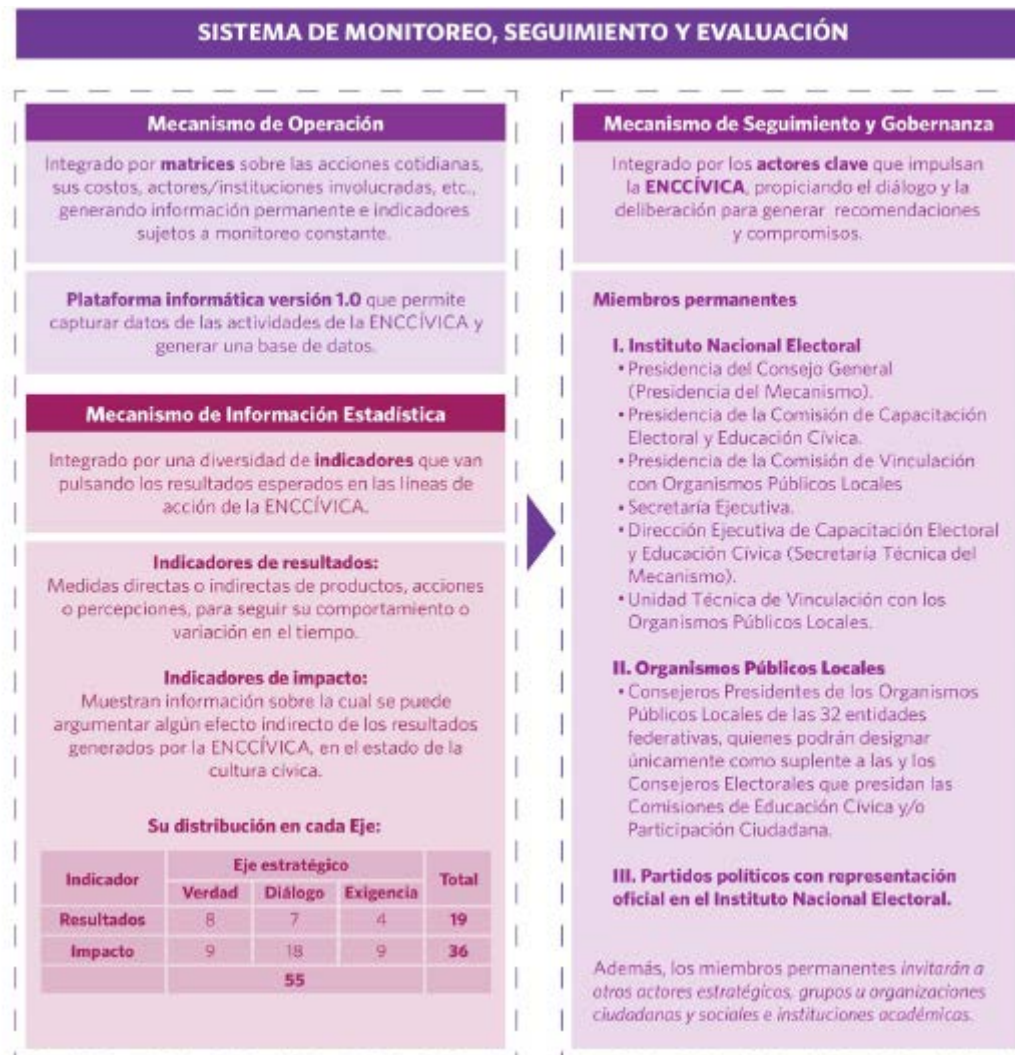 SISTEMA DE MONITOREO, SEGUIMIENTO Y EVALUACIÓN
Mecanismo de Operación
Integrado por matrices sobre las acciones cotidianas,
sus costos, actores/instituciones involucradas, etc.,
generando información permanente e indicadores
sujetos a monitoreo constante.
Plataforma informática versión 1.0 que permite
capturar datos de las actividades de la ENCCÍVICA y
generar una base de datos.
Mecanismo de Información Estadística
Integrado por una diversidad de indicadores que van
pulsando los resultados esperados en las líneas de
acción de la ENCCÍVICA.
Indicadores de resultados:
Medidas directas o indirectas de productos, acciones
o percepciones, para seguir su comportamiento o
variación en el tiempo.
Indicadores de impacto:
Muestran información sobre la cual se puede
argumentar algún efecto indirecto de los resultados
generados por la ENCCÍVICA, en el estado de la
cultura cívica.
Su distribución en cada Eje:
Indicador Eje estratégico Total
Verdad Diálogo Exigencia
Resultados 8 7 4 19
Impacto 9 18 9 36
55
Mecanismo de Seguimiento y Gobernanza
Integrado por los actores clave que impulsan
la ENCCÍVICA, propiciando el diálogo y la
deliberación para generar recomendaciones
y compromisos.
Miembros permanentes
I. Instituto Nacional Electoral
• Presidencia del Consejo General
(Presidencia del Mecanismo).
• Presidencia de la Comisión de Capacitación
Electoral y Educación Cívica.
• Presidencia de la Comisión de Vinculación
con Organismos Públicos Locales
• Secretaría Ejecutiva.
• Dirección Ejecutiva de Capacitación Electoral
y Educación Cívica (Secretaría Técnica del
Mecanismo).
• Unidad Técnica de Vinculación con los
Organismos Públicos Locales.
II. Organismos Públicos Locales
• Consejeros Presidentes de los Organismos
Públicos Locales de las 32 entidades
federativas, quienes podrán designar
únicamente como suplente a las y los
Consejeros Electorales que presidan las
Comisiones de Educación Cívica y/o
Participación Ciudadana.
III. Partidos políticos con representación
oficial en el Instituto Nacional Electoral.
Además, los miembros permanentes invitarán a
otros actores estratégicos, grupos u organizaciones
ciudadanas y sociales e instituciones académicas.